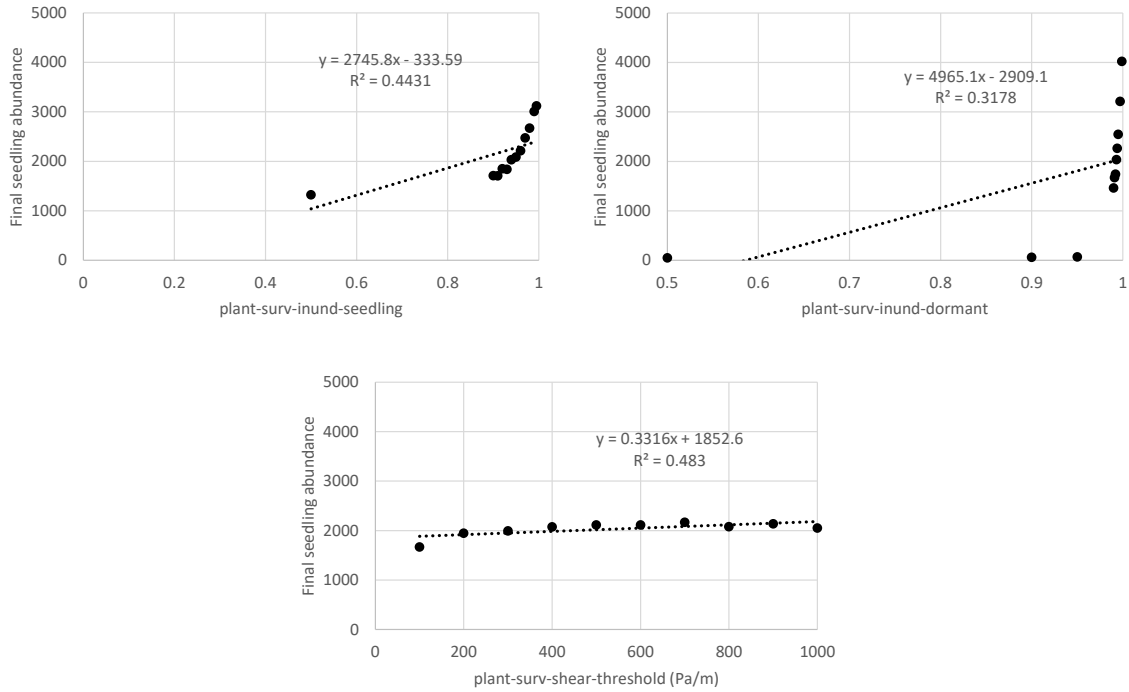 5000
4000
3000
2000
1000
0
Final seedling abundance
y = 2745.8x - 333.59
R² = 0.4431
0 0.2 0.4 0.6 0.8 1
plant-surv-inund-seedling
5000
4000
3000
2000
1000
0
Final seedling abundance
y = 4965.1x - 2909.1
R² = 0.3178
0.5 0.6 0.7 0.8 0.9 1
plant-surv-inund-dormant
5000
4000
3000
2000
1000
0
Final seedling abundance
y = 0.3316x + 1852.6
R² = 0.483
0 200 400 600 800 1000
plant-surv-shear-threshold (Pa/m)